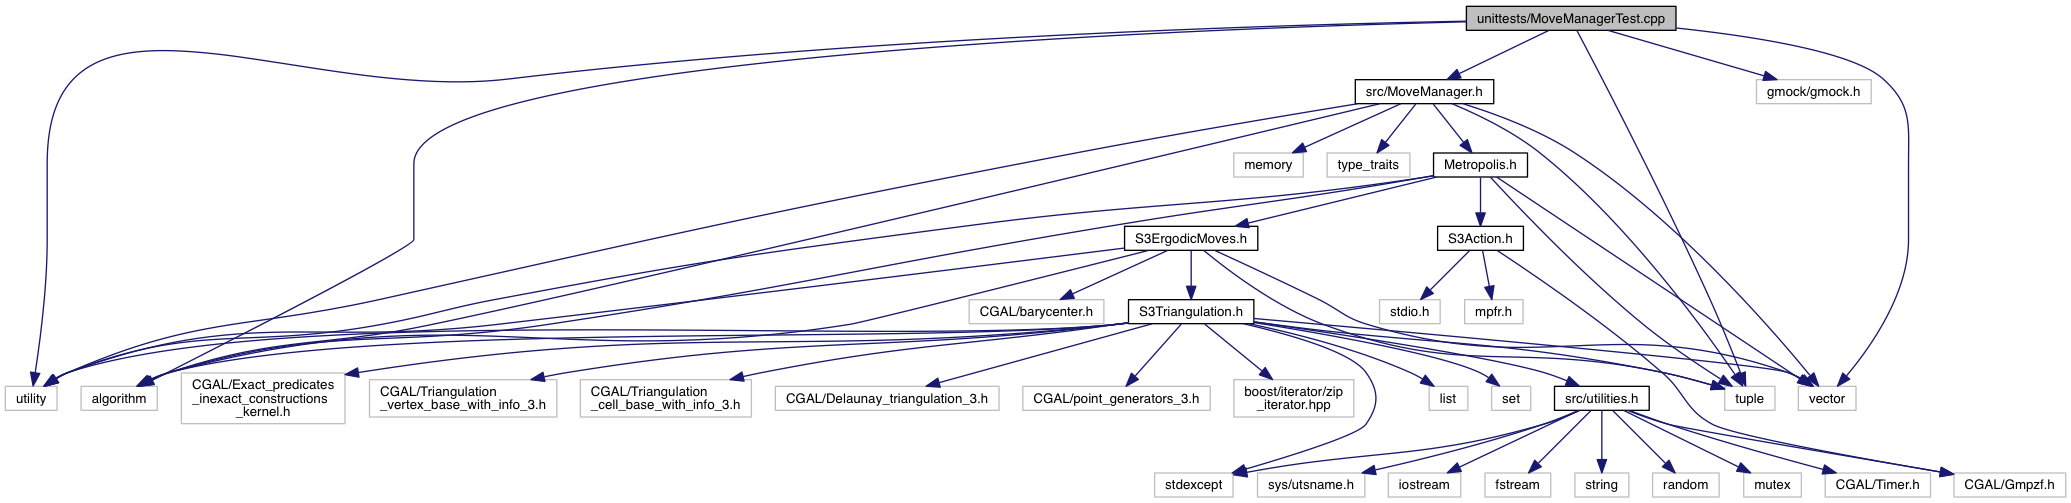 unittests/MoveManagerTest.cpp
src/MoveManager.h
gmock/gmock.h
memory
type_traits
Metropolis.h
S3ErgodicMoves.h
S3Action.h
CGAL/barycenter.h
S3Triangulation.h
stdio.h
mpfr.h
utility
algorithm
CGAL/Exact_predicates
_inexact_constructions
_kernel.h
CGAL/Triangulation
_vertex_base_with_info_3.h
CGAL/Triangulation
_cell_base_with_info_3.h
CGAL/Delaunay_triangulation_3.h
CGAL/point_generators_3.h
boost/iterator/zip
_iterator.hpp
list
set
src/utilities.h
tuple
vector
stdexcept
sys/utsname.h
iostream
fstream
string
random
mutex
CGAL/Timer.h
CGAL/Gmpzf.h